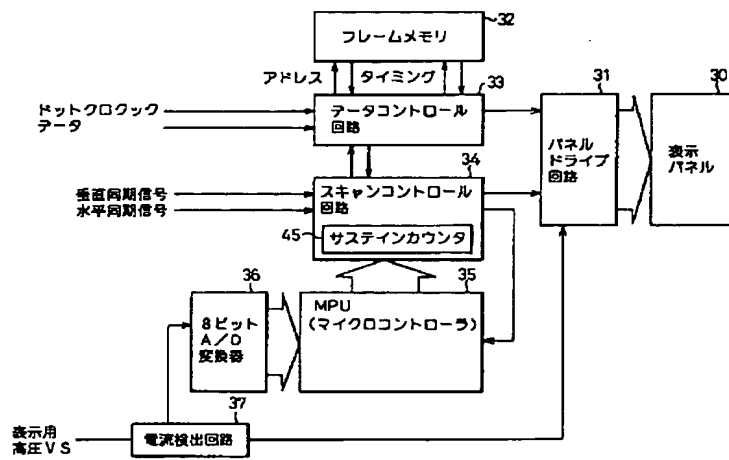 32
フレームメモリ
アドレス
タイミング
33
31
30
ドットクロクック
データ
データコントロール
回路
パネル
ドライブ
回路
表示
パネル
34
垂直同期信号
水平同期信号
スキャンコントロール
回路
45
サステインカウンタ
36
35
8ビット
A/D
変換器
MPU
(マイクロコントローラ)
37
表示用
高圧VS
電流検出回路